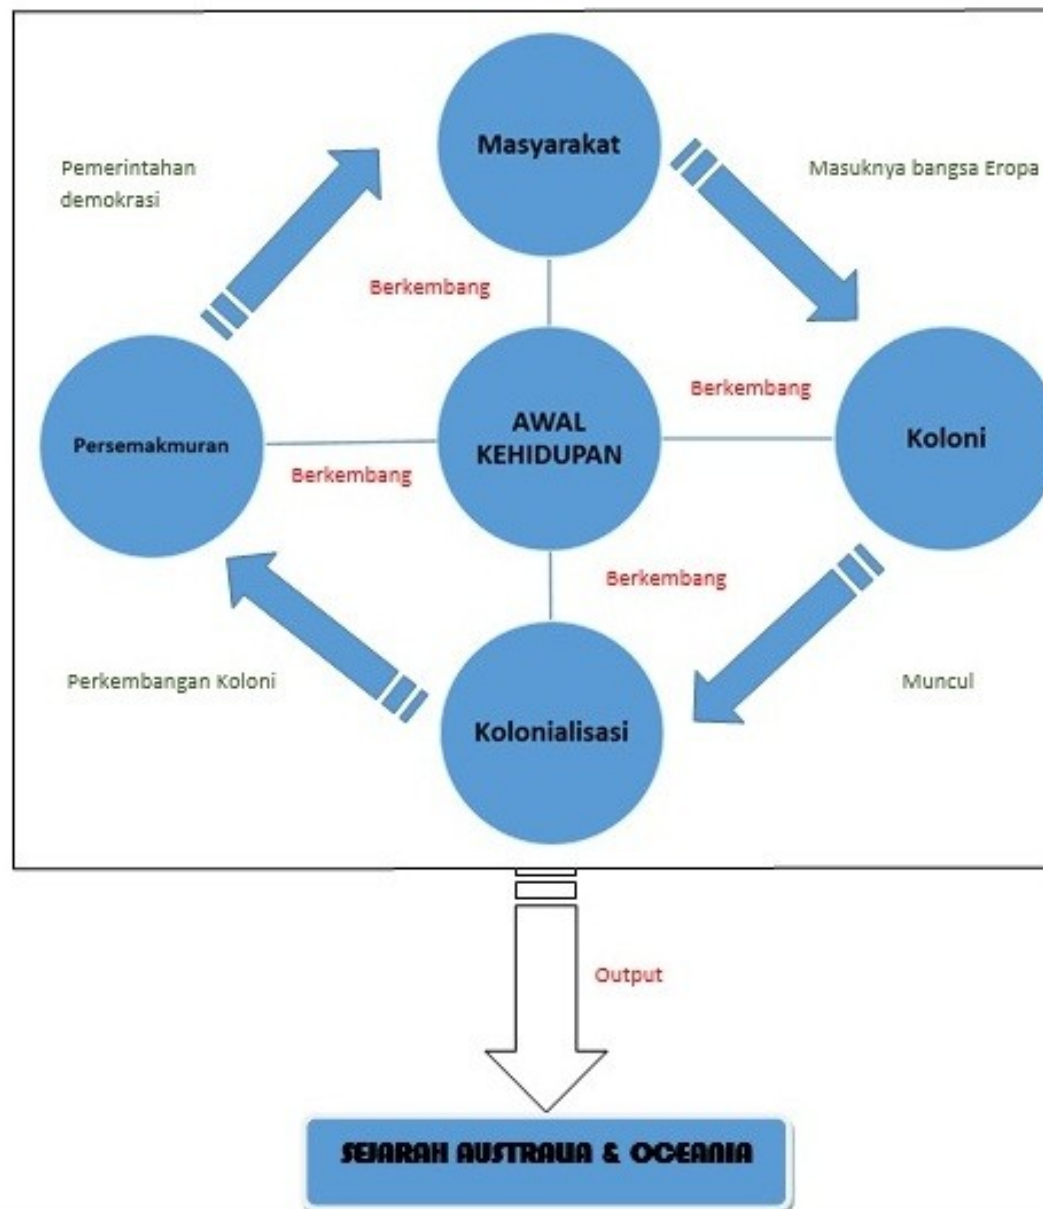 Masyarakat
Pemerintahan
demokrasi
Masuknya bangsa Eropa
Berkembang
Berkembang
AWAL
KEHIDUPAN
Koloni
Persemakmuran
Berkembang
Berkembang
Perkembangan Koloni
Muncul
Kolonialisasi
Output
SEJARAH AUSTRALIA & OCEANIA